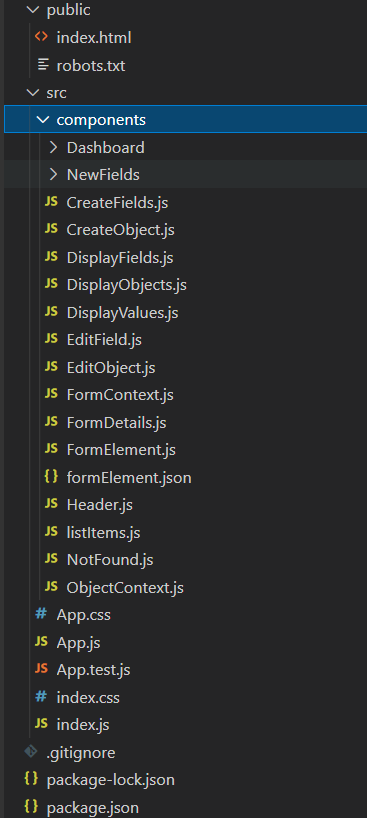 public
index.html
robots.txt
src
components
Dashboard
NewFields
JS CreateFields.js
JS CreateObject.js
JS DisplayFields.js
JS DisplayObjects.js
JS DisplayValues.js
JS EditField.js
JS EditObject.js
JS FormContext.js
JS FormDetails.js
JS FormElement.js
{} formElement.json
JS Header.js
JS listItems.js
JS NotFound.js
JS ObjectContext.js
# App.css
JS App.js
JS App.test.js
# index.css
JS index.js
.gitignore
{} package-lock.json
{} package.json